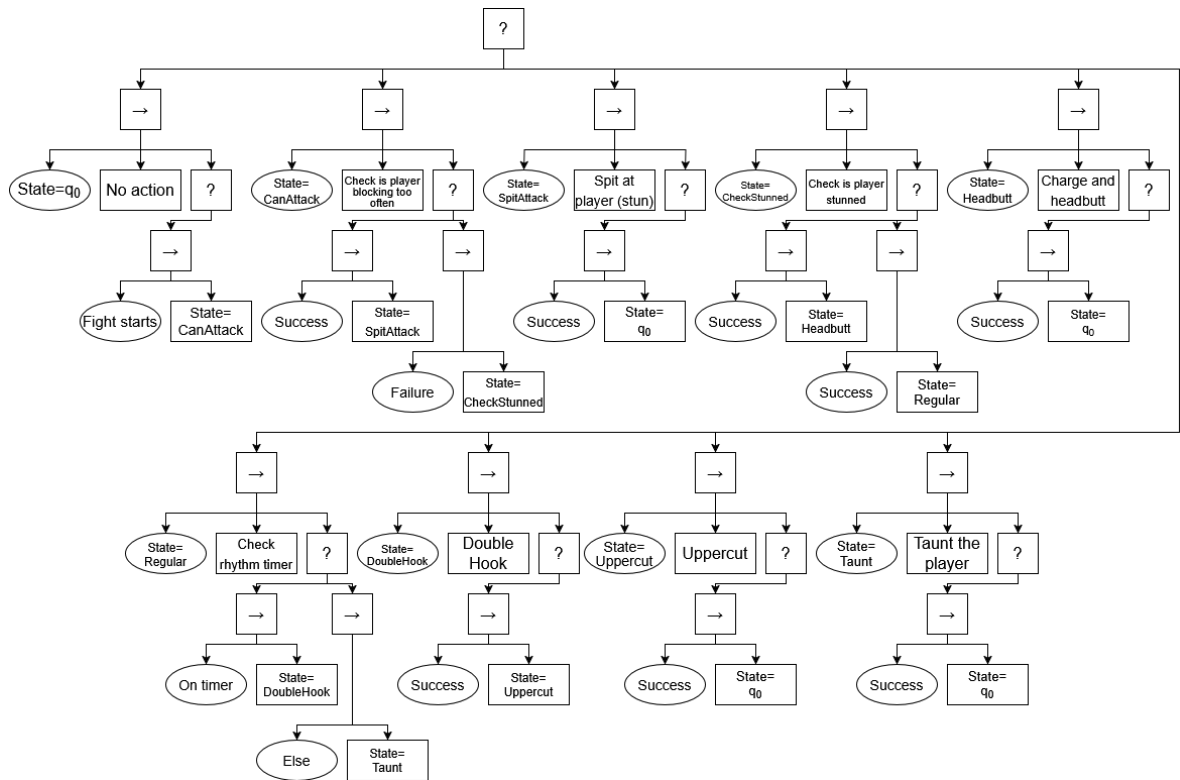 ?
→
→
→
→
→
State=q0
No action
?
State=
CanAttack
Check is player
blocking too
often
?
State=
SpitAttack
Spit at
player (stun)
?
State=
CheckStunned
Check is player
stunned
?
State=
Headbutt
Charge and
headbutt
?
→
→
→
→
→
→
→
Fight starts
State=
CanAttack
Success
State=
SpitAttack
Success
State=
q0
Success
State=
Headbutt
Success
State=
q0
Failure
State=
CheckStunned
Success
State=
Regular
→
→
→
→
State=
Regular
Check
rhythm timer
?
State=
DoubleHook
Double
Hook
?
State=
Uppercut
Uppercut
?
State=
Taunt
Taunt the
player
?
→
→
→
→
→
On timer
State=
DoubleHook
Success
State=
Uppercut
Success
State=
q0
Success
State=
q0
Else
State=
Taunt